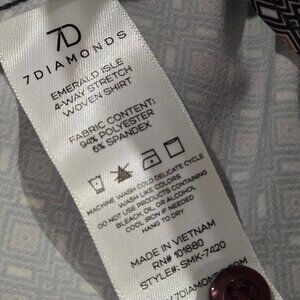 7D
7DIAMONDS
EMERALD ISLE
4-WAY STRETCH
WOVEN SHIRT
FABRIC CONTENT:
94% POLYESTER
6% SPANDEX
MACHINE WASH COLD DELICATE CYCLE
WASH LIKE COLORS
DO NOT USE PRODUCTS CONTAINING
BLEACH, OIL, OR ALCOHOL
COOL IRON IF NEEDED
HANG TO DRY
MADE IN VIETNAM
RN# 101880
STYLE#: SMK-7420
7DIAMONDS.COM